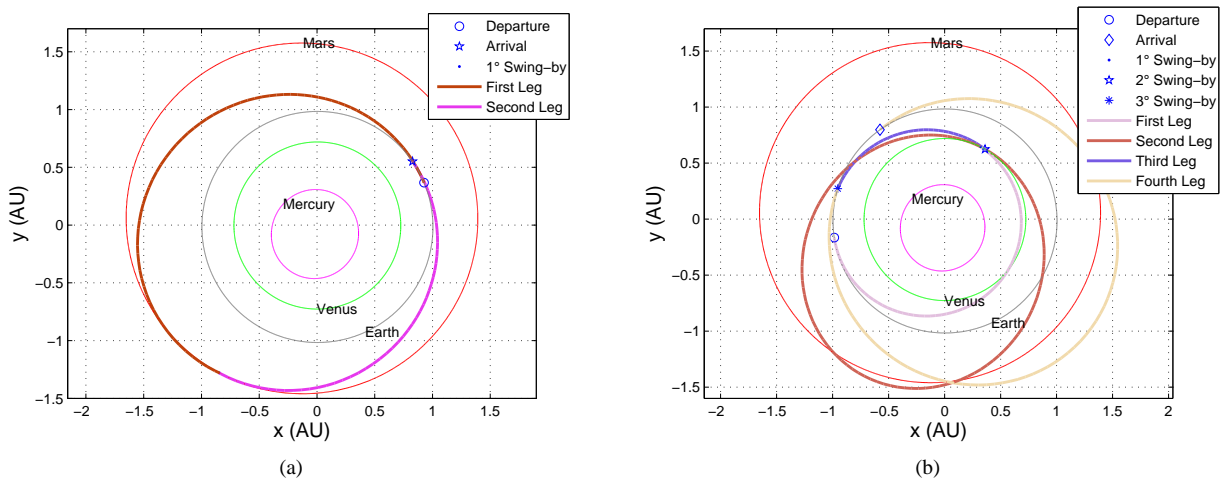 Departure
Arrival
1° Swing−by
First Leg
Second Leg
Mars
Mercury
Venus
Earth
1.5
1
0.5
0
−0.5
−1
−1.5
y (AU)
−2
−1.5
−1
−0.5
0
0.5
1
1.5
x (AU)
(a)
Departure
Arrival
1° Swing−by
2° Swing−by
3° Swing−by
First Leg
Second Leg
Third Leg
Fourth Leg
Mars
Mercury
Venus
Earth
1.5
1
0.5
0
−0.5
−1
−1.5
y (AU)
−2
−1.5
−1
−0.5
0
0.5
1
1.5
2
x (AU)
(b)